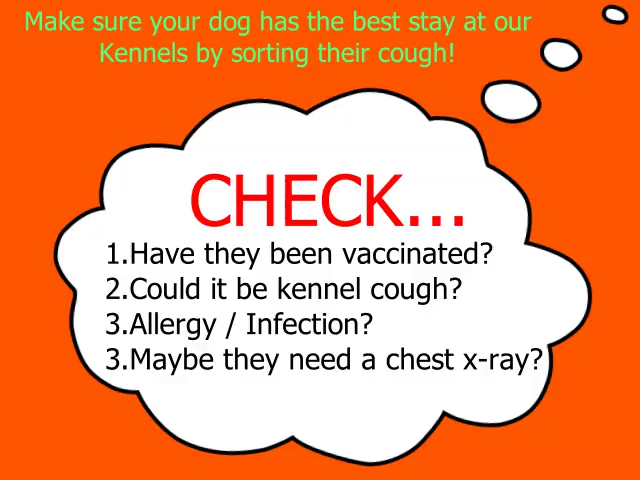 Make sure your dog has the best stay at our
Kennels by sorting their cough!
CHECK...
1.Have they been vaccinated?
2.Could it be kennel cough?
3.Allergy / Infection?
3.Maybe they need a chest x-ray?